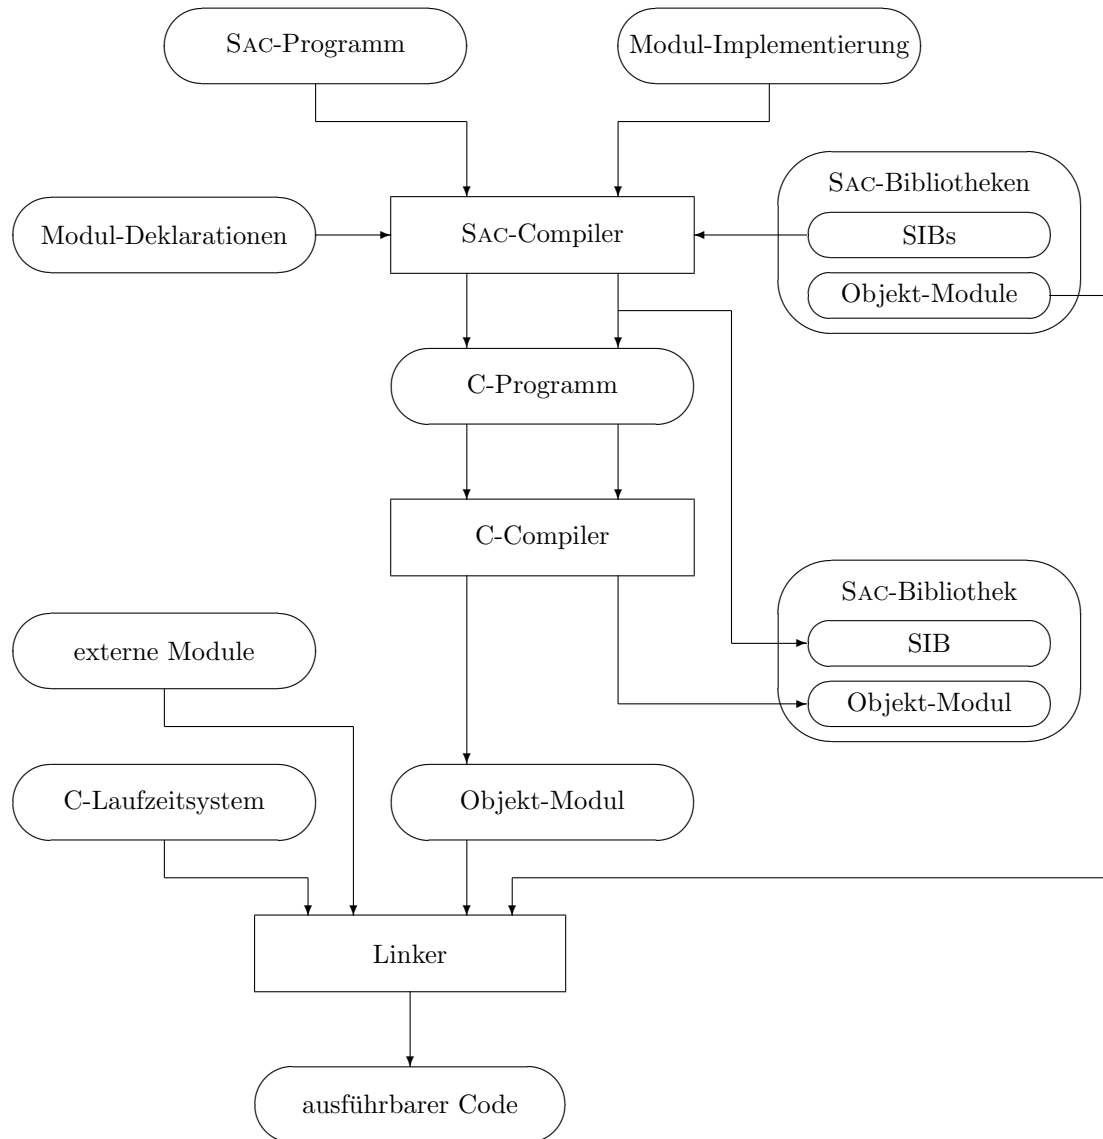 SAC-Programm
Modul-Implementierung
SAC-Bibliotheken
Modul-Deklarationen
SAC-Compiler
SIBs
Objekt-Module
C-Programm
C-Compiler
SAC-Bibliothek
externe Module
SIB
Objekt-Modul
C-Laufzeitsystem
Objekt-Modul
Linker
ausführbarer Code